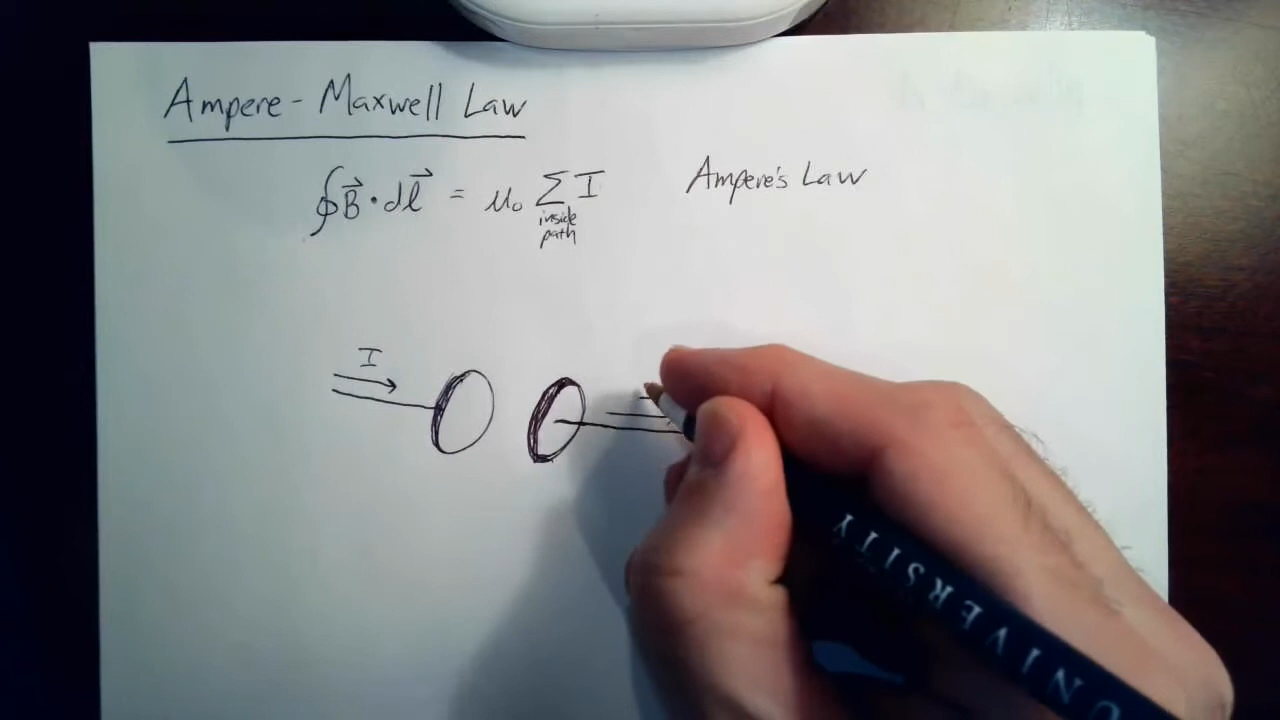 Ampere - Maxwell Law
∮B⃗ · dl⃗ = μ₀ ∑ I Ampere's Law
inside
path
I
UNIVERSITY